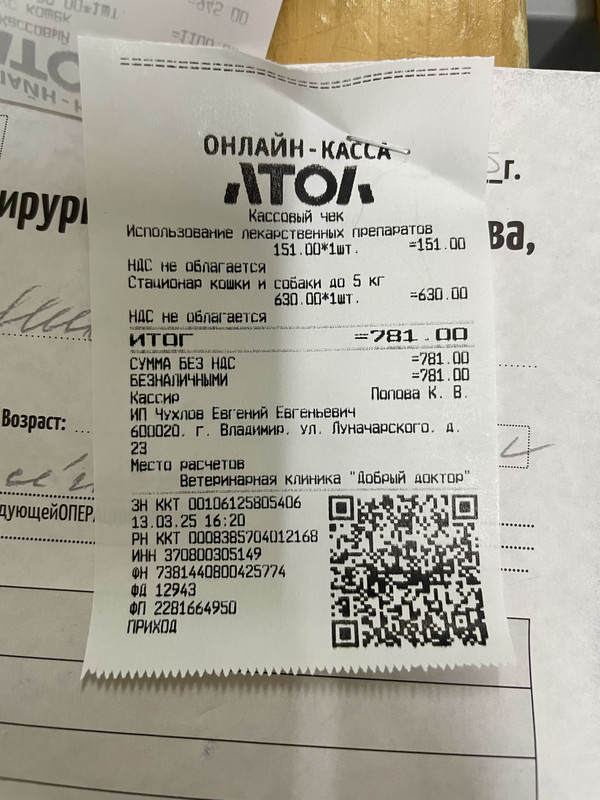 ОНЛАЙН-КАССА
АТОЛ
Кассовый чек
Использование лекарственных препаратов
151.00*1шт. =151.00
НДС не облагается
Стационар кошки и собаки до 5 кг
630.00*1шт. =630.00
НДС не облагается
ИТОГ =781.00
СУММА БЕЗ НДС =781.00
БЕЗНАЛИЧНЫМИ =781.00
Кассир Попова К. В.
ИП Чухлов Евгений Евгеньевич
600020, г. Владимир, ул. Луначарского, д.
23
Место расчетов
Ветеринарная клиника "Добрый доктор"
ЗН ККТ 00106125805406
13.03.25 16:20
РН ККТ 0008385704012168
ИНН 370800305149
ФН 7381440800425774
ФД 12943
ФП 2281664950
ПРИХОД
г.
ва,
Возраст: